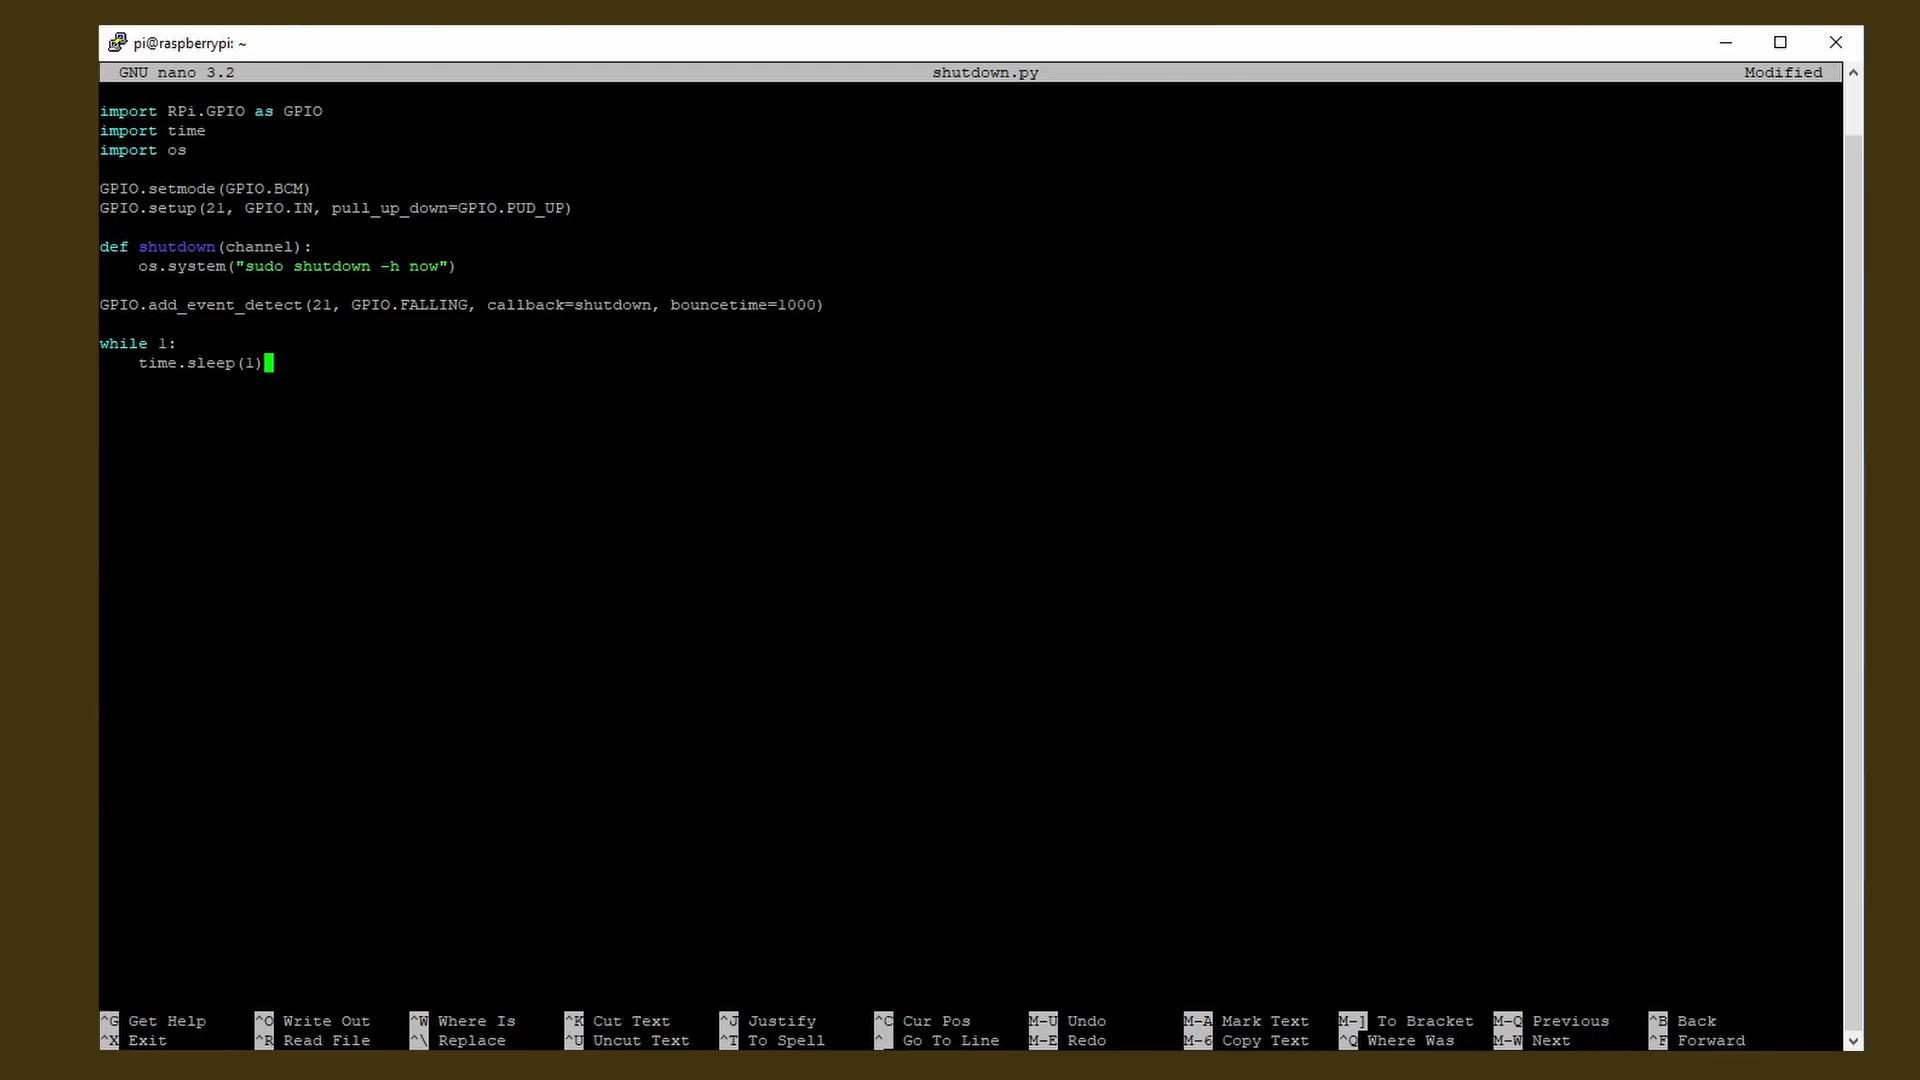 pi@raspberrypi: ~
GNU nano 3.2 shutdown.py Modified
import RPi.GPIO as GPIO
import time
import os
GPIO.setmode(GPIO.BCM)
GPIO.setup(21, GPIO.IN, pull_up_down=GPIO.PUD_UP)
def shutdown(channel):
    os.system("sudo shutdown -h now")
GPIO.add_event_detect(21, GPIO.FALLING, callback=shutdown, bouncetime=1000)
while 1:
    time.sleep(1)
^G Get Help ^O Write Out ^W Where Is ^K Cut Text ^J Justify ^C Cur Pos M-U Undo M-A Mark Text M-] To Bracket M-Q Previous ^B Back
^X Exit ^R Read File ^\ Replace ^U Uncut Text ^T To Spell ^_ Go To Line M-E Redo M-6 Copy Text ^Q Where Was M-W Next ^F Forward